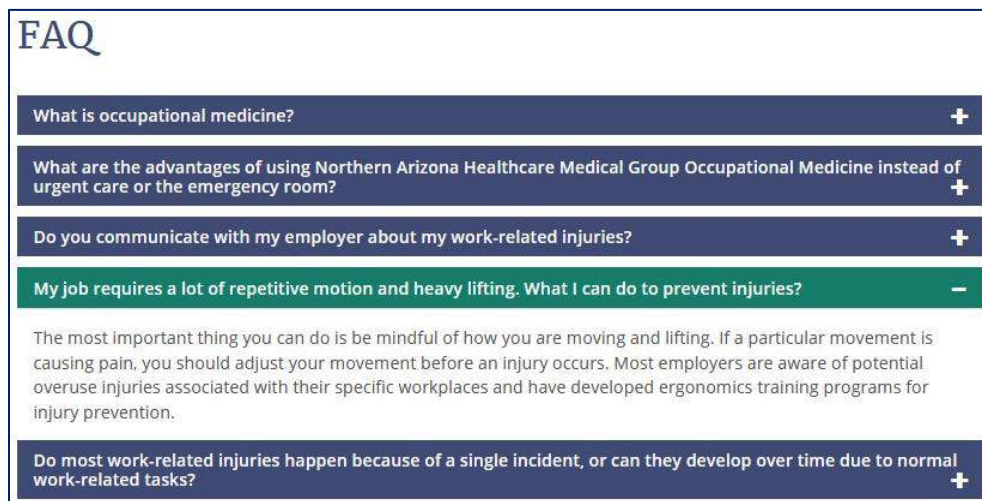 FAQ
What is occupational medicine?
What are the advantages of using Northern Arizona Healthcare Medical Group Occupational Medicine instead of
urgent care or the emergency room?
Do you communicate with my employer about my work-related injuries?
My job requires a lot of repetitive motion and heavy lifting. What I can do to prevent injuries?
The most important thing you can do is be mindful of how you are moving and lifting. If a particular movement is
causing pain, you should adjust your movement before an injury occurs. Most employers are aware of potential
overuse injuries associated with their specific workplaces and have developed ergonomics training programs for
injury prevention.
Do most work-related injuries happen because of a single incident, or can they develop over time due to normal
work-related tasks?